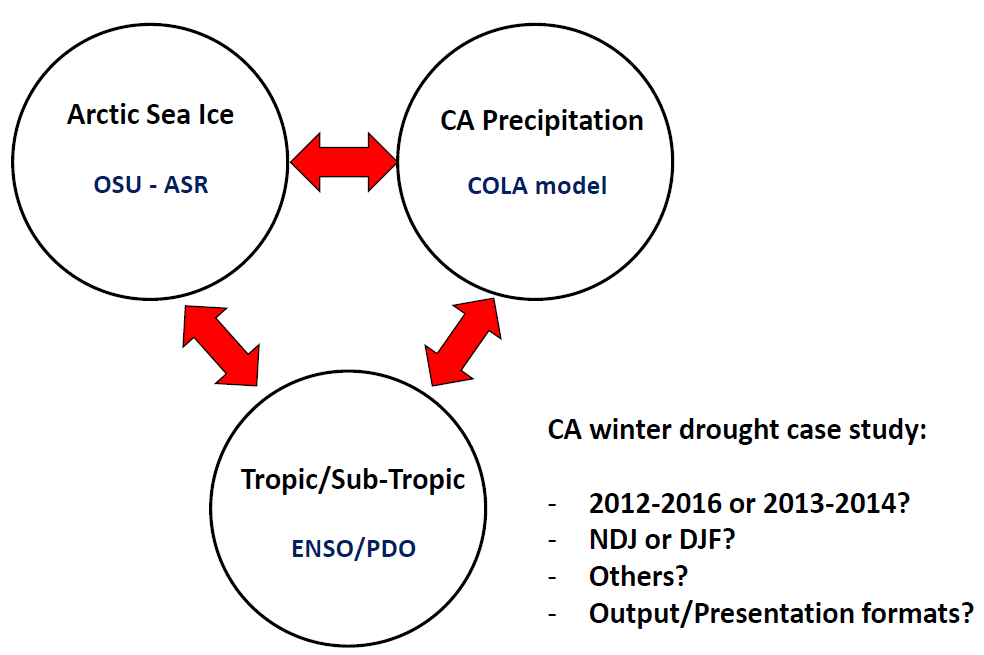 Arctic Sea Ice
OSU - ASR
CA Precipitation
COLA model
Tropic/Sub-Tropic
ENSO/PDO
CA winter drought case study:
- 2012-2016 or 2013-2014?
- NDJ or DJF?
- Others?
- Output/Presentation formats?